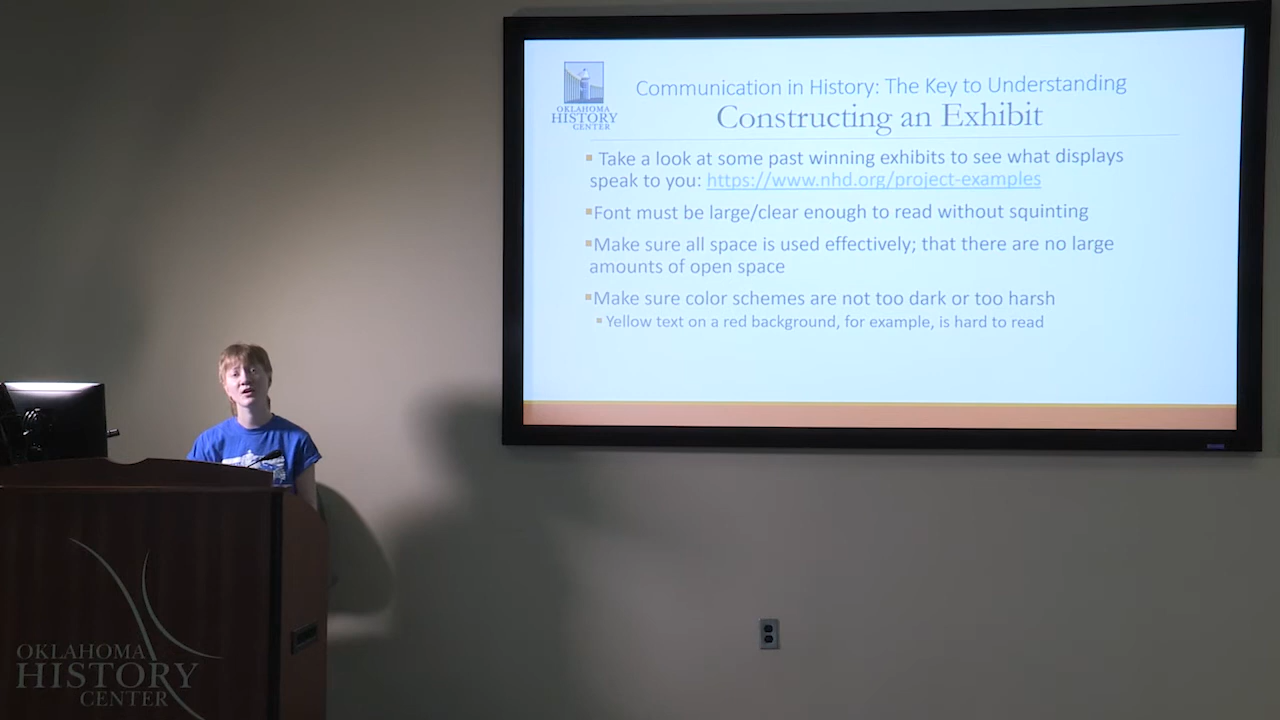 OKLAHOMA
HISTORY
CENTER
Communication in History: The Key to Understanding
Constructing an Exhibit
▪ Take a look at some past winning exhibits to see what displays
speak to you: https://www.nhd.org/project-examples
▪Font must be large/clear enough to read without squinting
▪Make sure all space is used effectively; that there are no large
amounts of open space
▪Make sure color schemes are not too dark or too harsh
▪Yellow text on a red background, for example, is hard to read
OKLAHOMA
HISTORY
CENTER